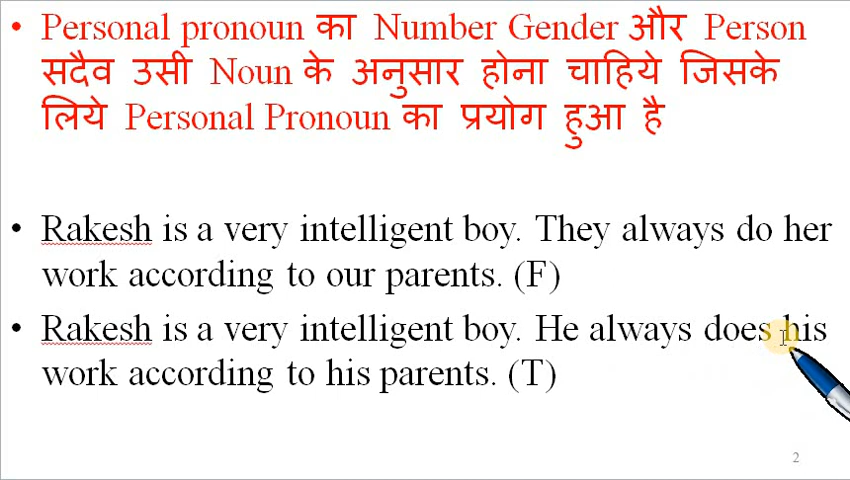 • Personal pronoun का Number Gender और Person
सदैव उसी Noun के अनुसार होना चाहिये जिसके
लिये Personal Pronoun का प्रयोग हुआ है
• Rakesh is a very intelligent boy. They always do her
work according to our parents. (F)
• Rakesh is a very intelligent boy. He always does his
work according to his parents. (T)
2